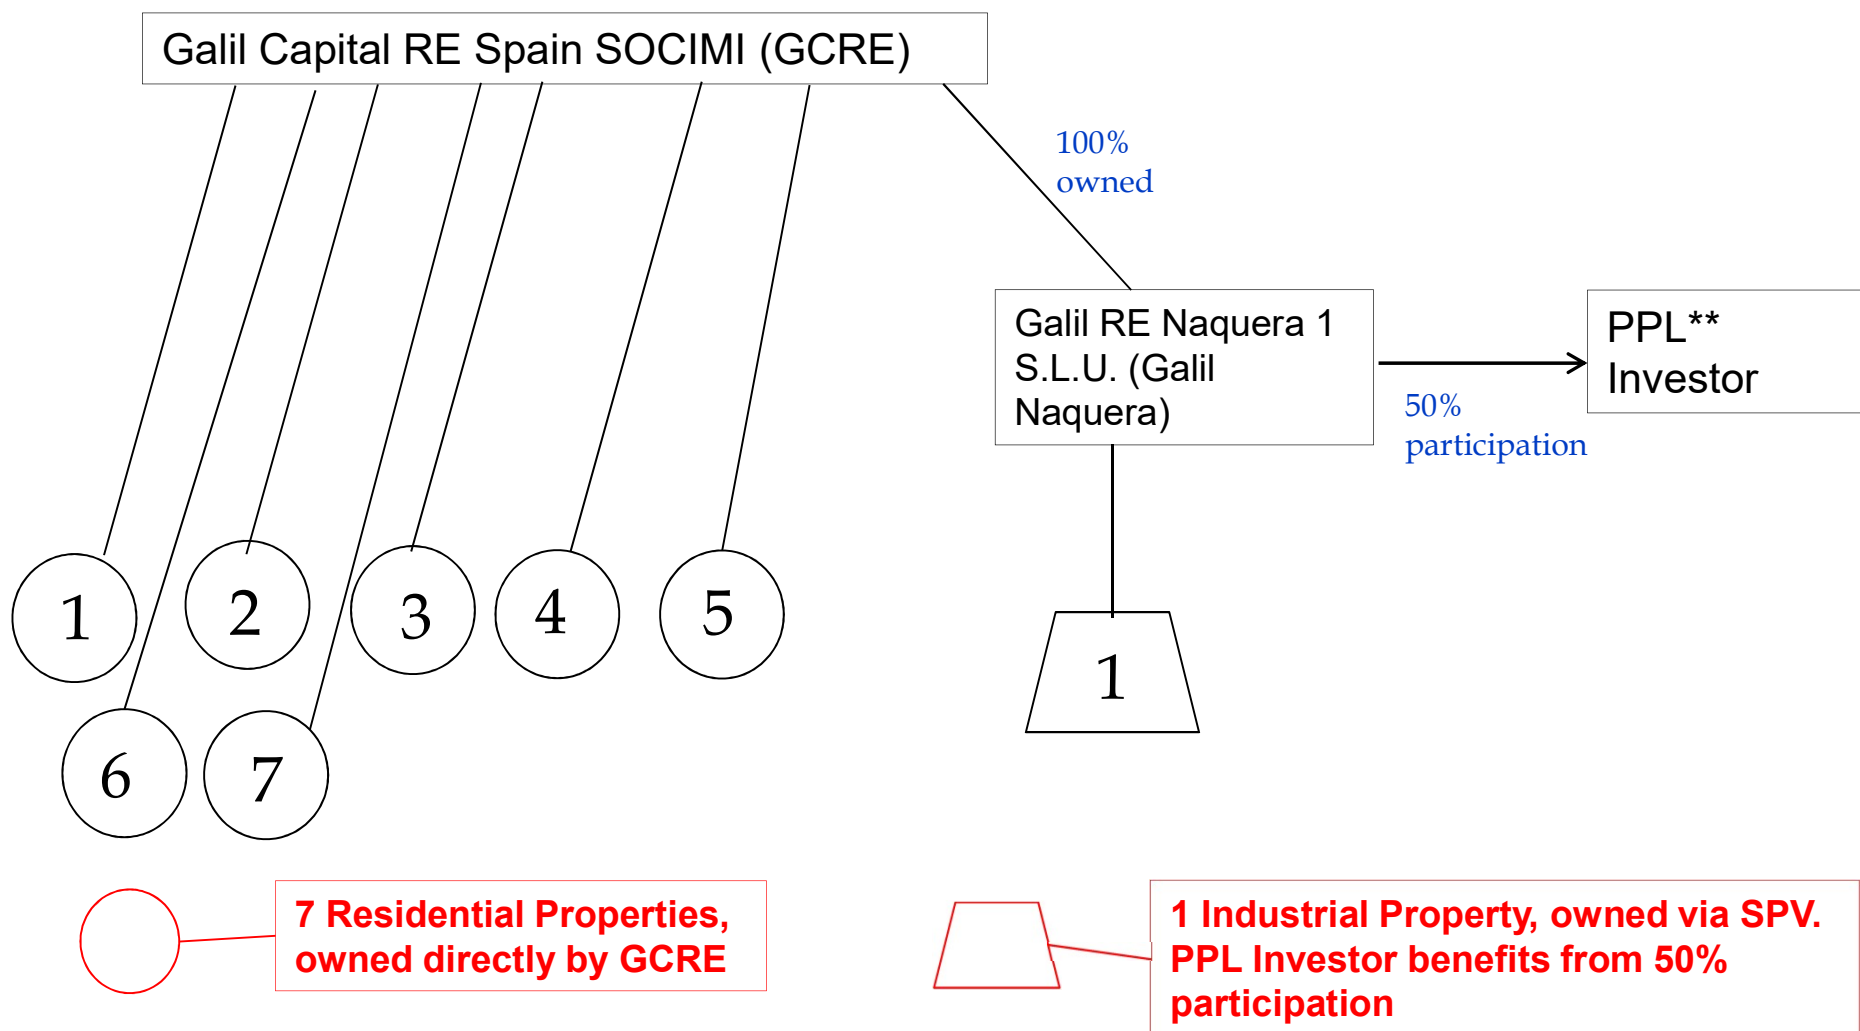 Galil Capital RE Spain SOCIMI (GCRE)
100%
owned
Galil RE Naquera 1
S.L.U. (Galil
Naquera)
50%
participation
PPL**
Investor
1
2
3
4
5
1
6
7
7 Residential Properties,
owned directly by GCRE
1 Industrial Property, owned via SPV.
PPL Investor benefits from 50%
participation